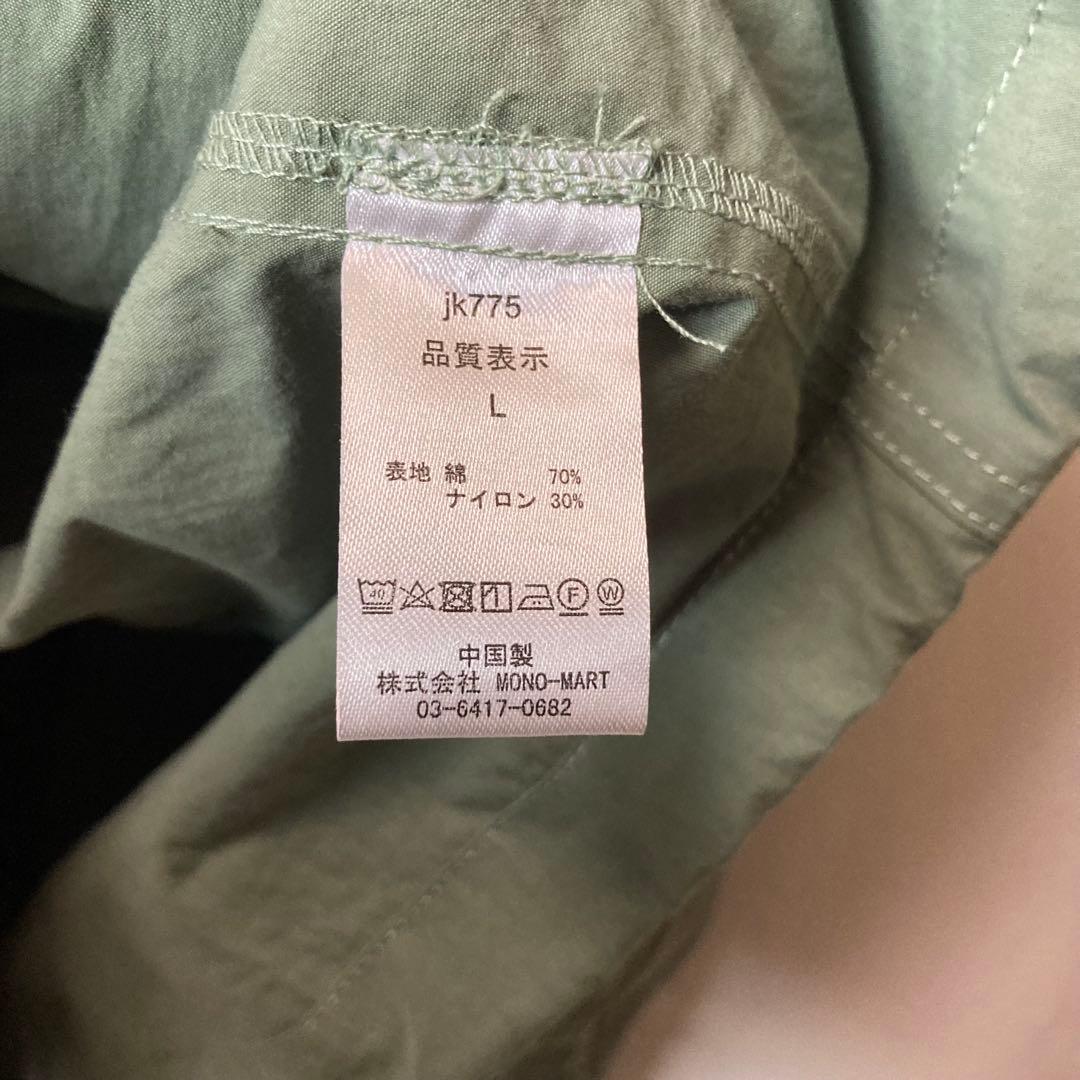 jk775
品質表示
L
表地 綿 70%
ナイロン 30%
40 F W
中国製
株式会社 MONO-MART
03-6417-0682